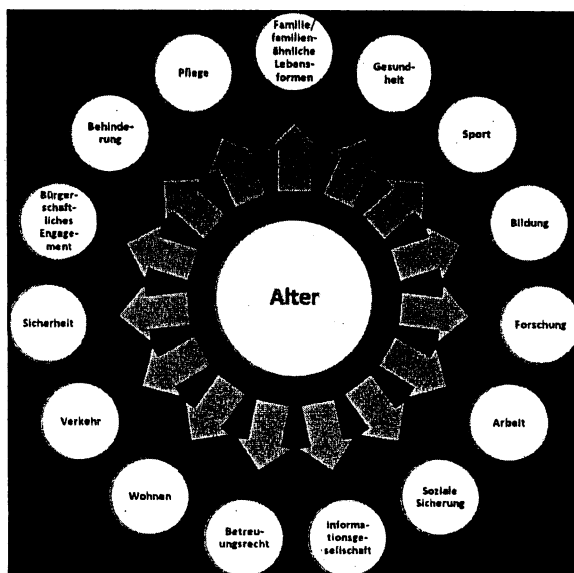 Familie/
familien-
ähnliche
Lebens-
formen
Gesund-
heit
Sport
Bildung
Forschung
Arbeit
Soziale
Sicherung
Informa-
tionsge-
sellschaft
Betreu-
ungsrecht
Wohnen
Verkehr
Sicherheit
Bürger-
schaft-
liches
Engage-
ment
Behinde-
rung
Pflege
Alter